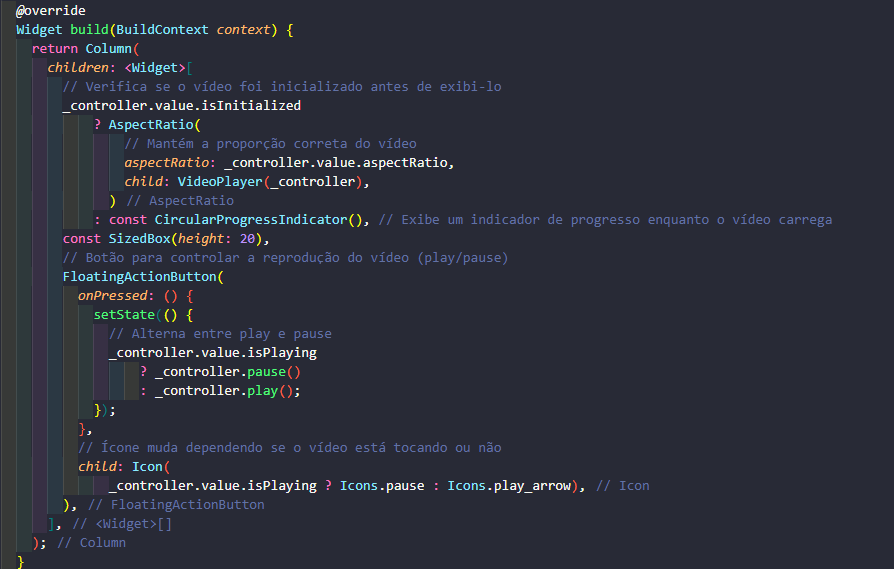 @override
Widget build(BuildContext context) {
return Column(
children: <Widget>[
// Verifica se o vídeo foi inicializado antes de exibi-lo
_controller.value.isInitialized
? AspectRatio(
// Mantém a proporção correta do vídeo
aspectRatio: _controller.value.aspectRatio,
child: VideoPlayer(_controller),
) // AspectRatio
: const CircularProgressIndicator(), // Exibe um indicador de progresso enquanto o vídeo carrega
const SizedBox(height: 20),
// Botão para controlar a reprodução do vídeo (play/pause)
FloatingActionButton(
onPressed: () {
setState(() {
// Alterna entre play e pause
_controller.value.isPlaying
? _controller.pause()
: _controller.play();
});
},
// Ícone muda dependendo se o vídeo está tocando ou não
child: Icon(
_controller.value.isPlaying ? Icons.pause : Icons.play_arrow), // Icon
), // FloatingActionButton
], // <Widget>[]
); // Column
}